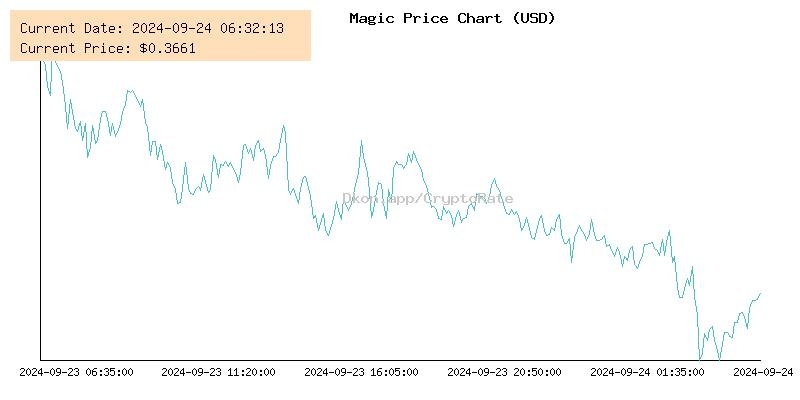 Magic Price Chart (USD)
Current Date: 2024-09-24 06:32:13
Current Price: $0.3661
Dkon.app/CryptoRate
2024-09-23 06:35:00 2024-09-23 11:20:00 2024-09-23 16:05:00 2024-09-23 20:50:00 2024-09-24 01:35:00 2024-09-24